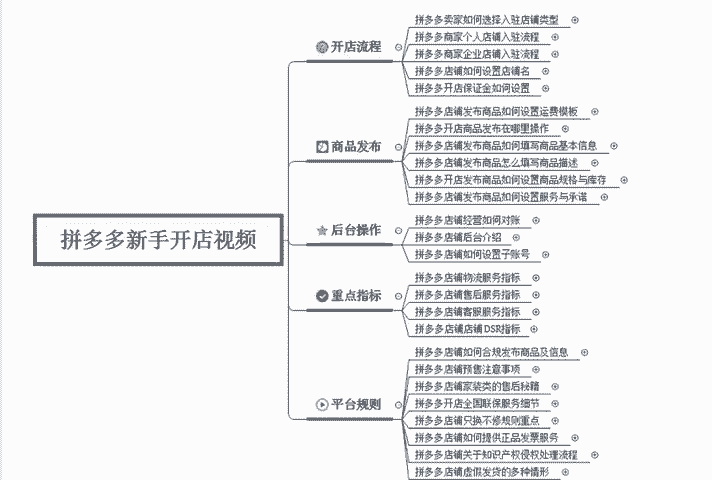 拼多多新手开店视频
开店流程
拼多多卖家如何选择入驻店铺类型
拼多多商家个人店铺入驻流程
拼多多商家企业店铺入驻流程
拼多多店铺如何设置店铺名
拼多多开店保证金如何设置
商品发布
拼多多店铺发布商品如何设置运费模板
拼多多开店商品发布在哪里操作
拼多多店铺发布商品如何填写商品基本信息
拼多多店铺发布商品怎么填写商品描述
拼多多开店发布商品如何设置商品规格与库存
拼多多店铺发布商品如何设置服务与承诺
后台操作
拼多多店铺经营如何对账
拼多多店铺后台介绍
拼多多店铺如何设置子账号
重点指标
拼多多店铺物流服务指标
拼多多店铺售后服务指标
拼多多店铺客服服务指标
拼多多店铺店铺DSR指标
平台规则
拼多多店铺如何合规发布商品及信息
拼多多店铺预售注意事项
拼多多店铺家装类的售后秘籍
拼多多开店全国联保服务细节
拼多多店铺只换不修规则重点
拼多多店铺如何提供正品发票服务
拼多多店铺关于知识产权侵权处理流程
拼多多店铺虚假发货的多种情形